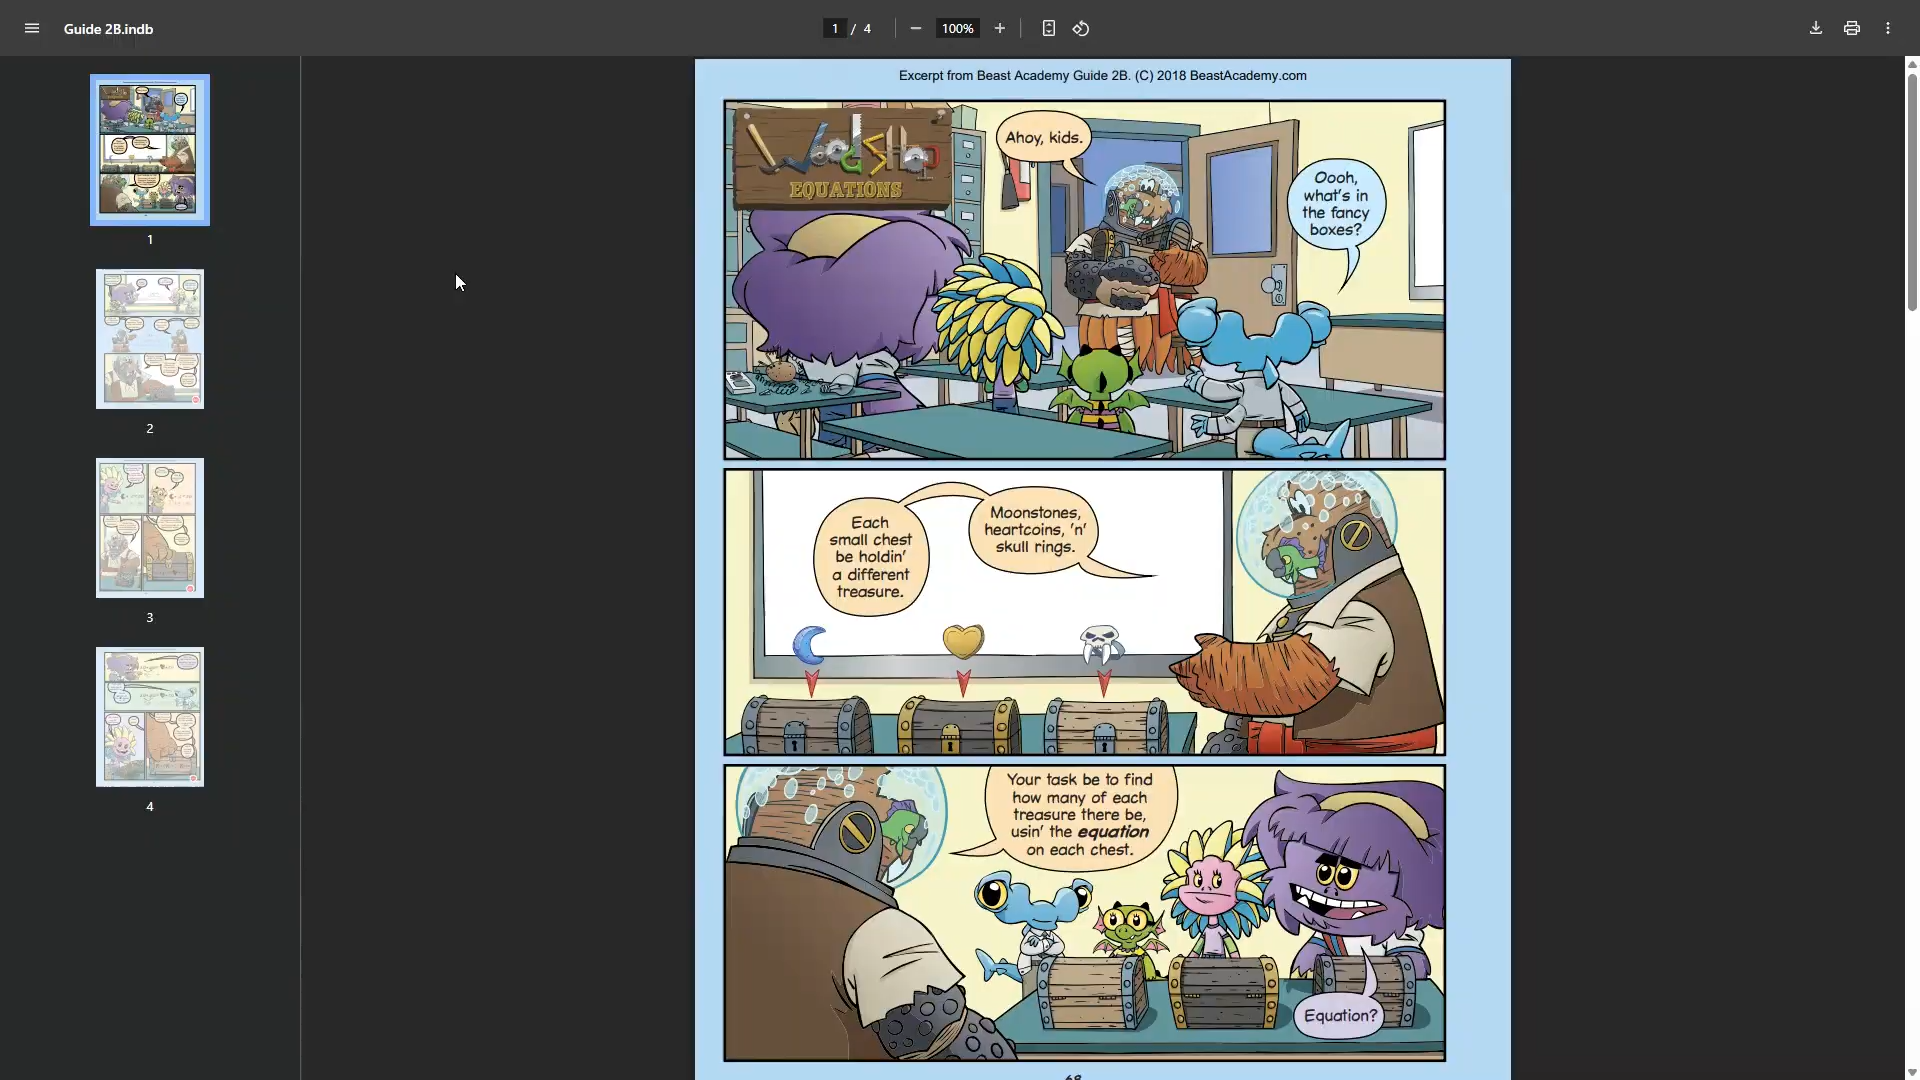 Guide 2B.indb
1 / 4
100%
1
2
3
4
Excerpt from Beast Academy Guide 2B. (C) 2018 BeastAcademy.com
WoodShop
EQUATIONS
Ahoy, kids.
Oooh,
what's in
the fancy
boxes?
Each
small chest
be holdin'
a different
treasure.
Moonstones,
heartcoins, 'n'
skull rings.
Your task be to find
how many of each
treasure there be,
usin' the equation
on each chest.
Equation?